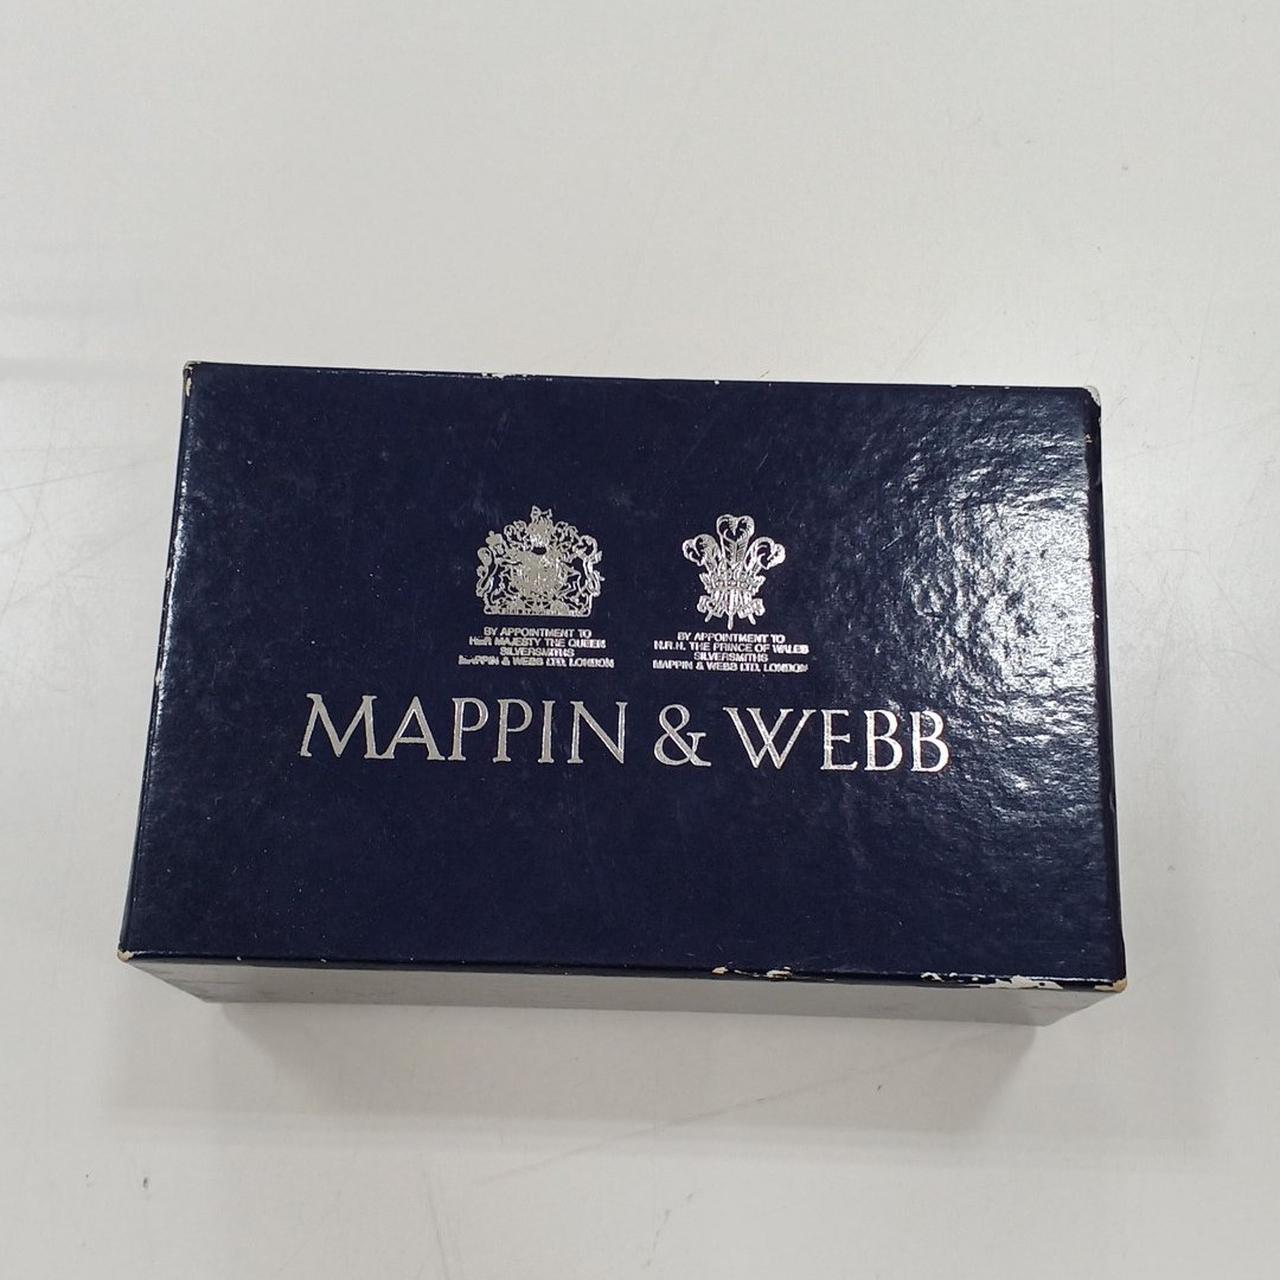 BY APPOINTMENT TO
HER MAJESTY THE QUEEN
SILVERSMITHS
MAPPIN & WEBB LTD. LONDON
BY APPOINTMENT TO
H.R.H. THE PRINCE OF WALES
SILVERSMITHS
MAPPIN & WEBB LTD. LONDON
MAPPIN & WEBB